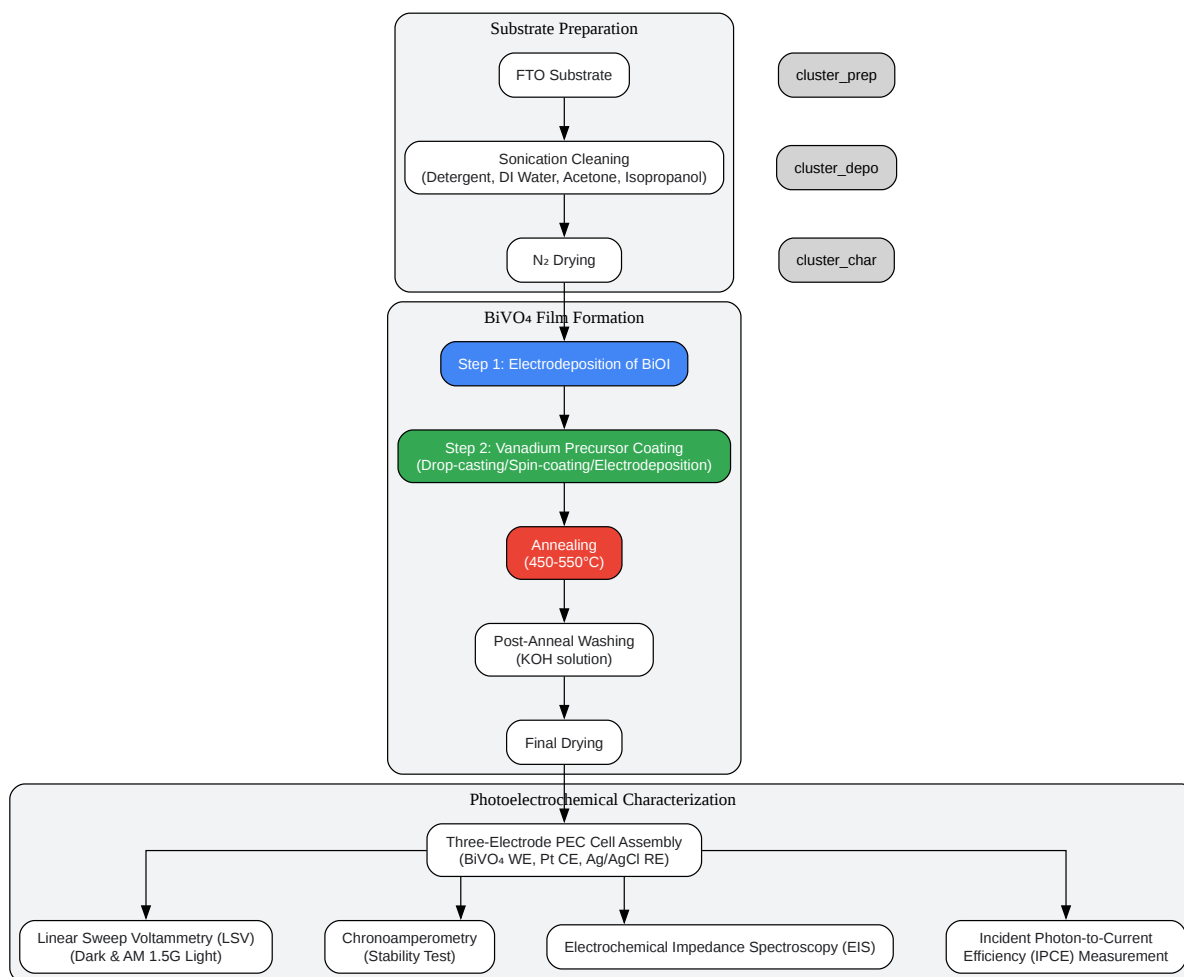 Substrate Preparation
FTO Substrate
cluster_prep
Sonication Cleaning
(Detergent, DI Water, Acetone, Isopropanol)
cluster_depo
N₂ Drying
cluster_char
BiVO₄ Film Formation
Step 1: Electrodeposition of BiOI
Step 2: Vanadium Precursor Coating
(Drop-casting/Spin-coating/Electrodeposition)
Annealing
(450-550°C)
Post-Anneal Washing
(KOH solution)
Final Drying
Photoelectrochemical Characterization
Three-Electrode PEC Cell Assembly
(BiVO₄ WE, Pt CE, Ag/AgCl RE)
Linear Sweep Voltammetry (LSV)
(Dark & AM 1.5G Light)
Chronoamperometry
(Stability Test)
Electrochemical Impedance Spectroscopy (EIS)
Incident Photon-to-Current
Efficiency (IPCE) Measurement